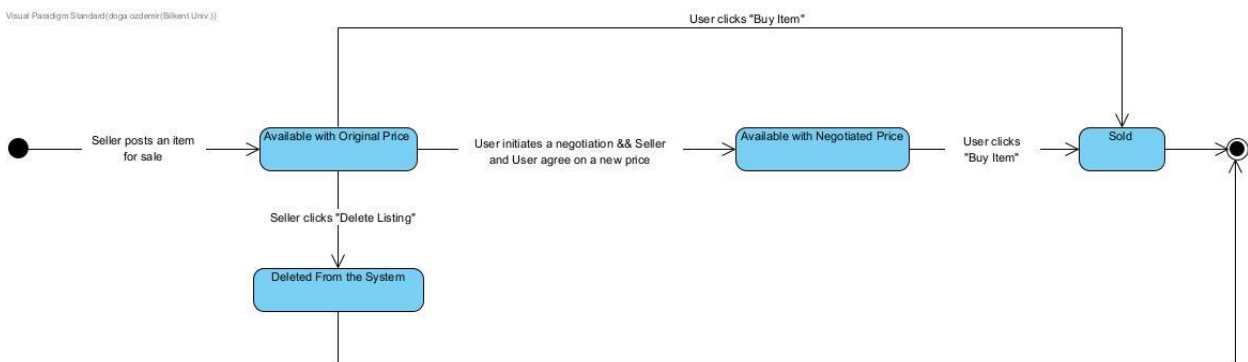 Visual Paradigm Standard(doga ozdemir(Bilkent Univ.))
User clicks "Buy Item"
Seller posts an item
for sale
Available with Original Price
User initiates a negotiation && Seller
and User agree on a new price
Available with Negotiated Price
User clicks
"Buy Item"
Sold
Seller clicks "Delete Listing"
Deleted From the System